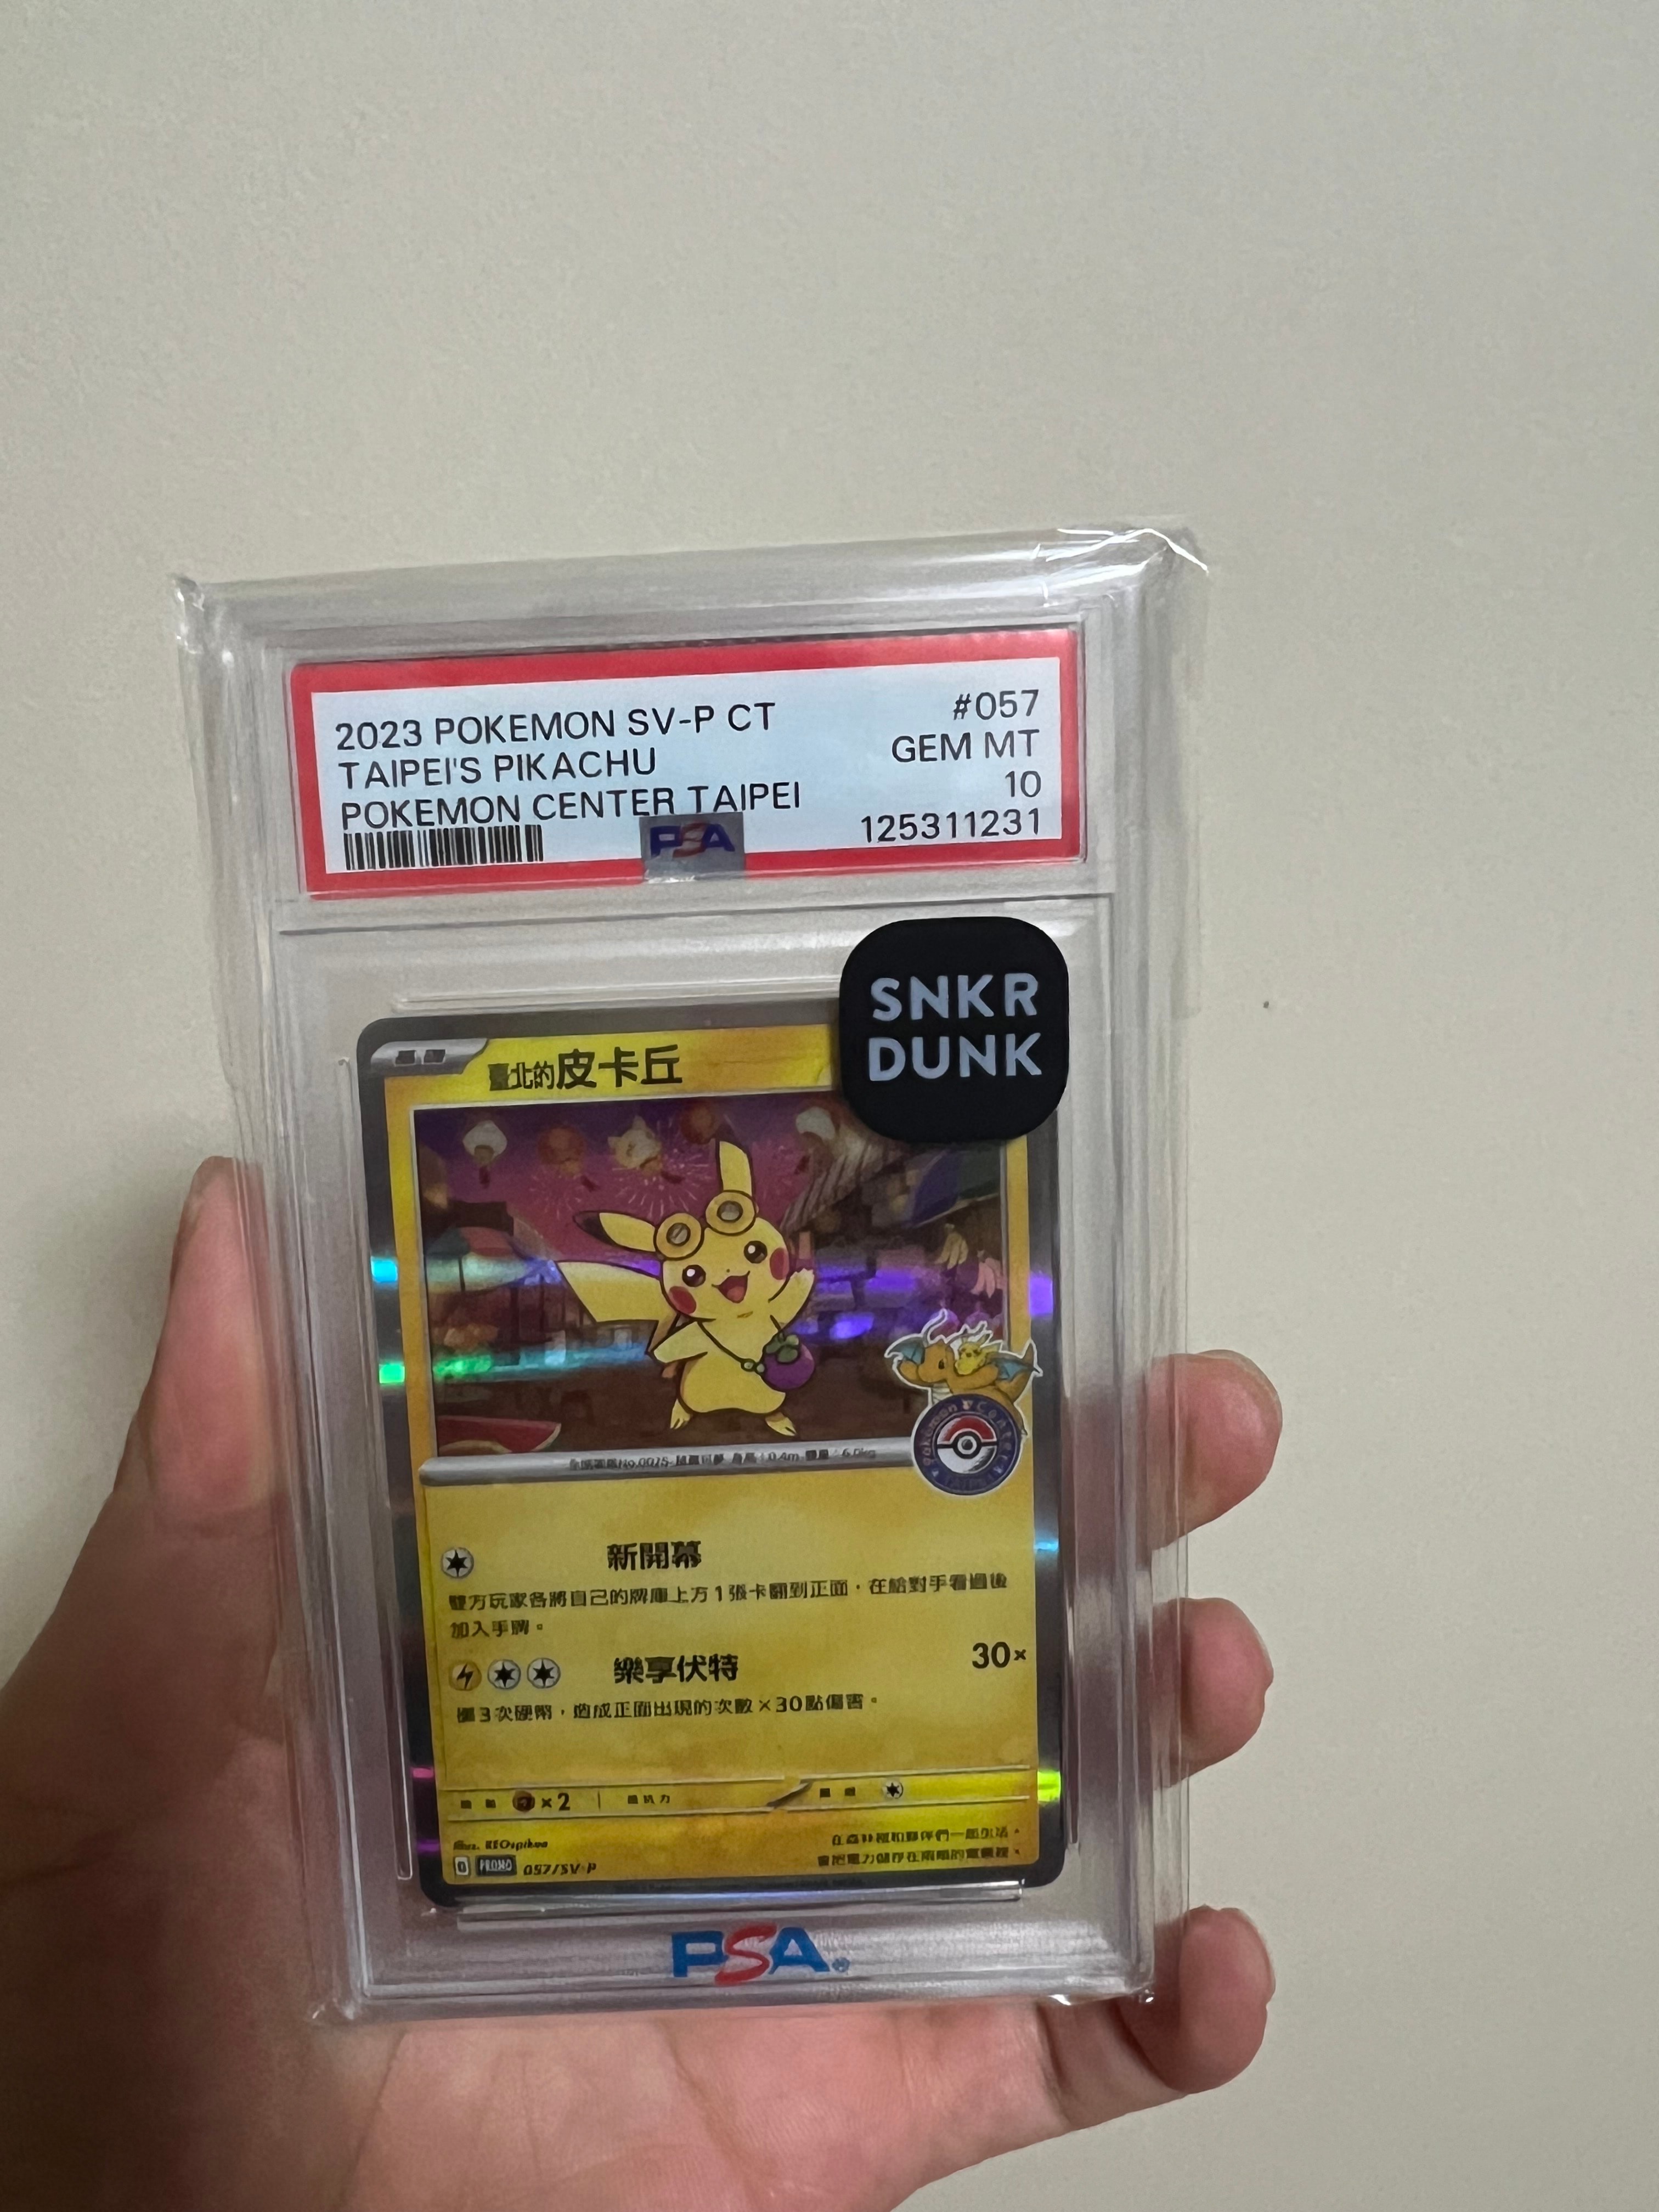 2023 POKEMON SV-P CT
#057
TAIPEI'S PIKACHU
GEM MT
POKEMON CENTER TAIPEI
10
PSA
125311231
SNKR
DUNK
臺北的皮卡丘
新開幕
雙方玩家各將自己的牌庫上方1張卡翻到正面,在給對手看過後
加入手牌。
樂享伏特
30×
擲3次硬幣,造成正面出現的次數×30點傷害。
×2
PROMO
057/SV-P
PSA